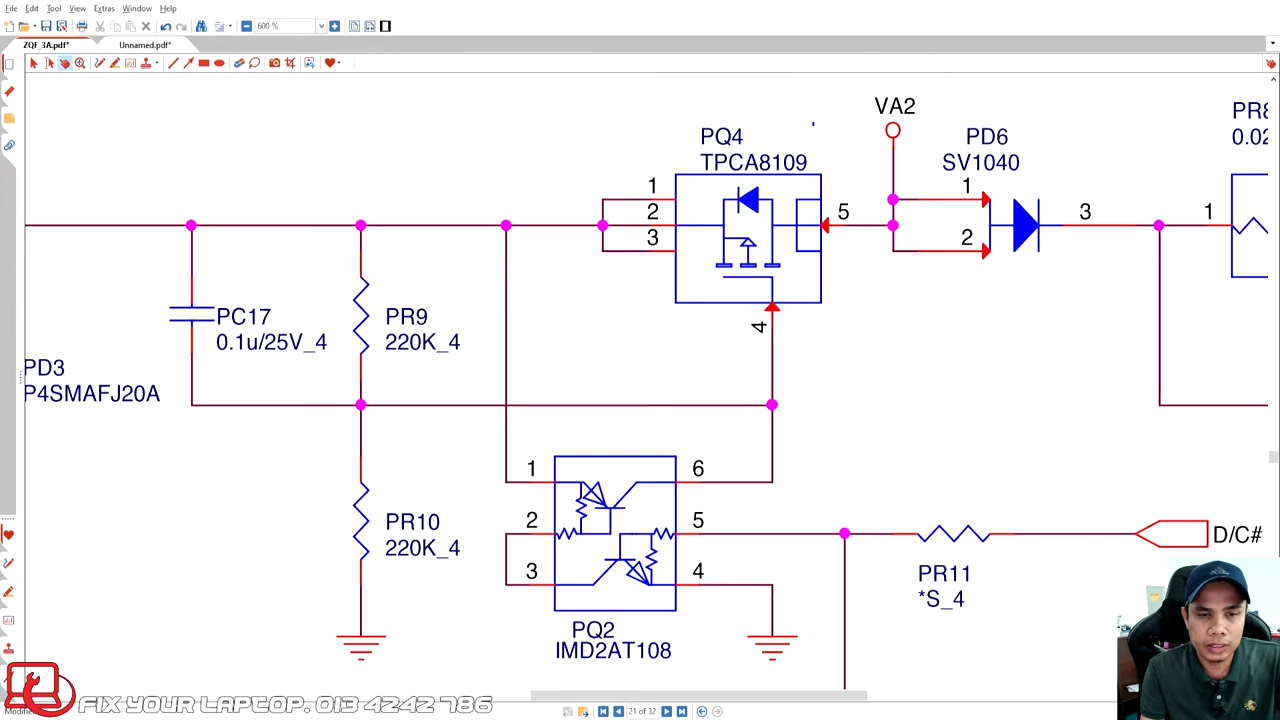 File Edit Tool View Extras Window Help
600 %
ZQF_3A.pdf* Unnamed.pdf*
VA2
PQ4
TPCA8109
PD6
SV1040
PR8
0.02
1
2
3
5
4
1
2
3
1
PC17
0.1u/25V_4
PR9
220K_4
PD3
P4SMAFJ20A
PR10
220K_4
1
2
3
6
5
4
PQ2
IMD2AT108
PR11
*S_4
D/C#
FIX YOUR LAPTOP. 013 4242 786
21 of 32